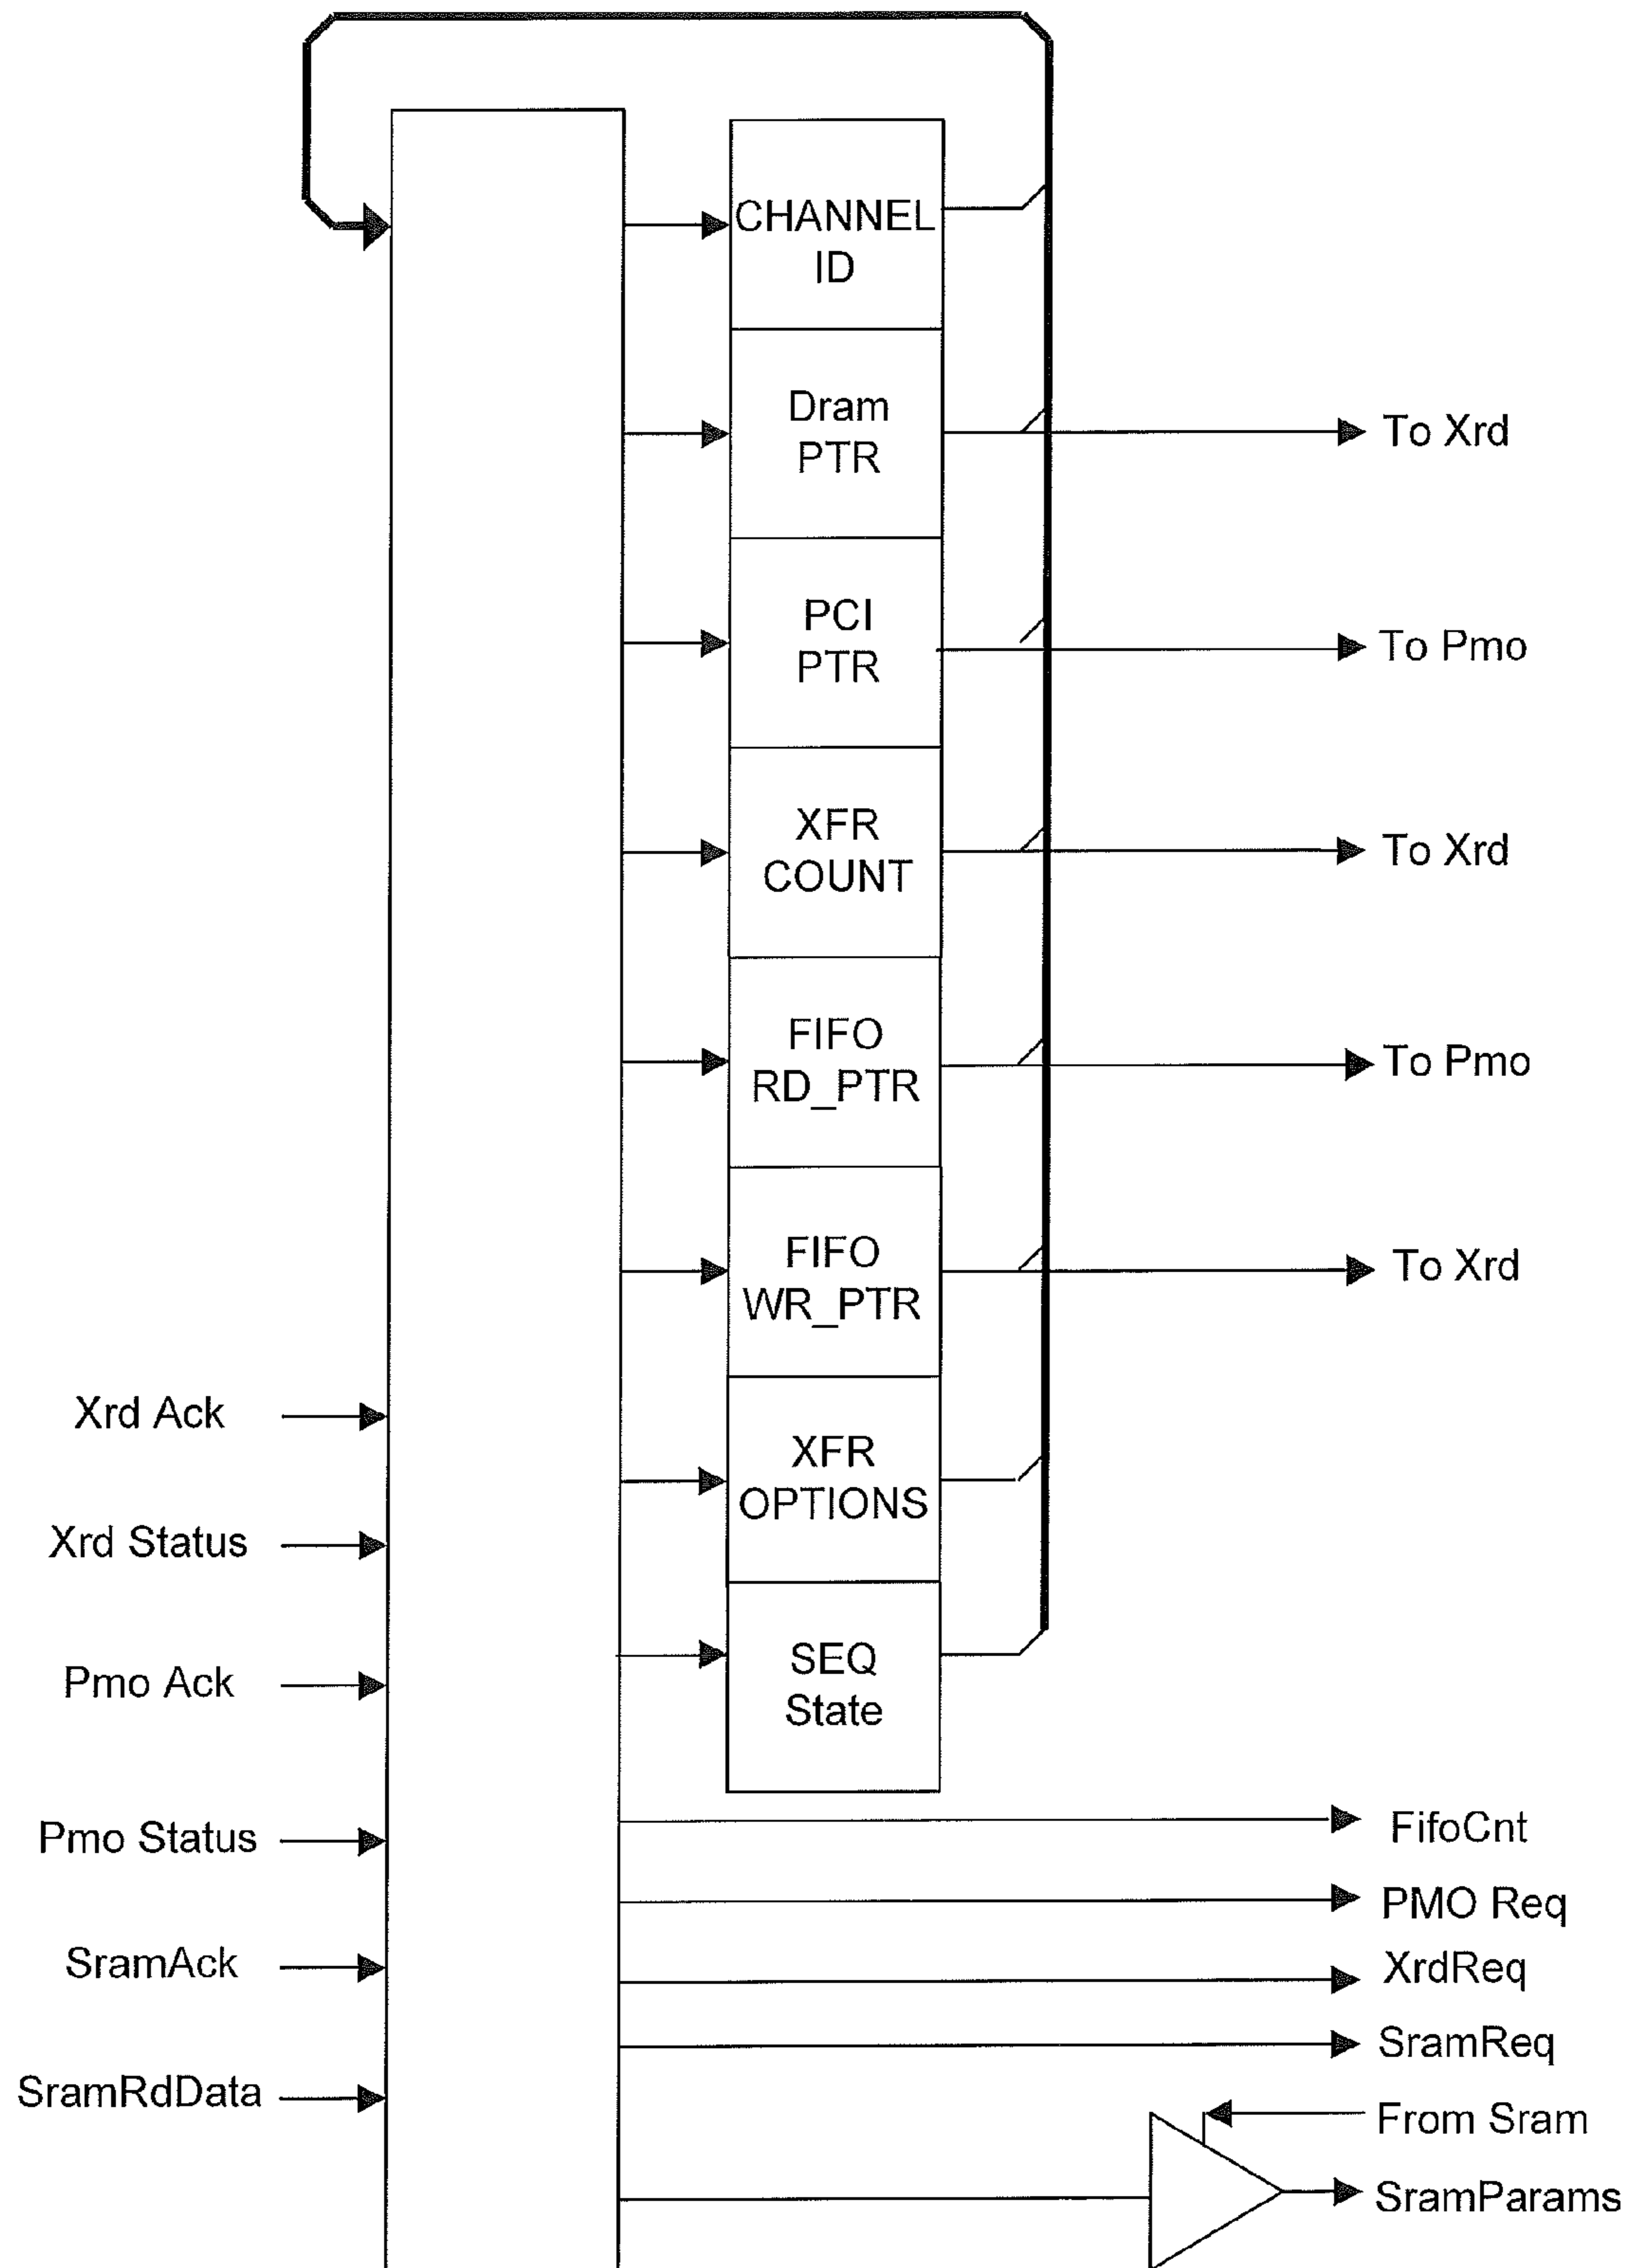 CHANNEL
ID
Dram
PTR
To Xrd
PCI
PTR
To Pmo
XFR
COUNT
To Xrd
FIFO
RD_PTR
To Pmo
FIFO
WR_PTR
To Xrd
Xrd Ack
XFR
OPTIONS
Xrd Status
SEQ
State
Pmo Ack
FifoCnt
Pmo Status
PMO Req
SramAck
XrdReq
SramReq
SramRdData
From Sram
SramParams